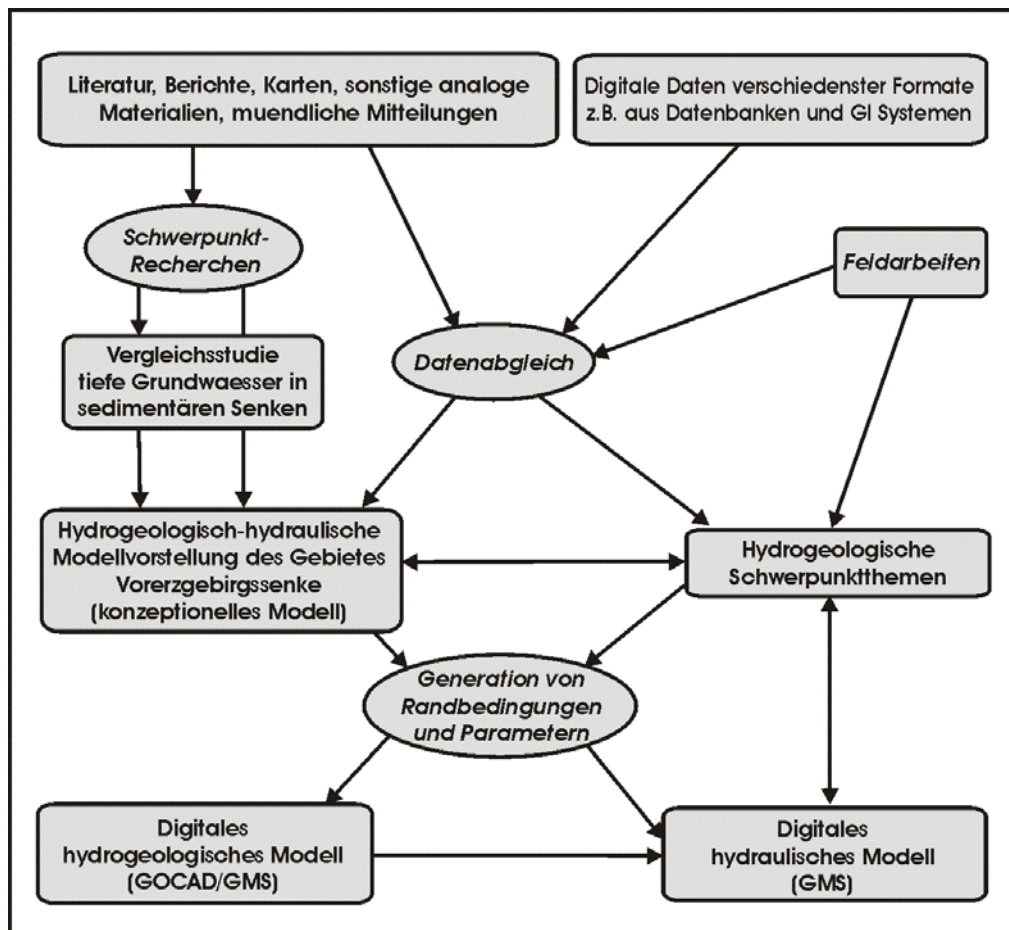 Literatur, Berichte, Karten, sonstige analoge
Materialien, muendliche Mitteilungen
Digitale Daten verschiedenster Formate
z.B. aus Datenbanken und GI Systemen
Schwerpunkt-
Recherchen
Feldarbeiten
Vergleichsstudie
tiefe Grundwaesser in
sedimentären Senken
Datenabgleich
Hydrogeologisch-hydraulische
Modellvorstellung des Gebietes
Vorerzgebirgssenke
(konzeptionelles Modell)
Hydrogeologische
Schwerpunktthemen
Generation von
Randbedingungen
und Parametern
Digitales
hydrogeologisches Modell
(GOCAD/GMS)
Digitales
hydraulisches Modell
(GMS)